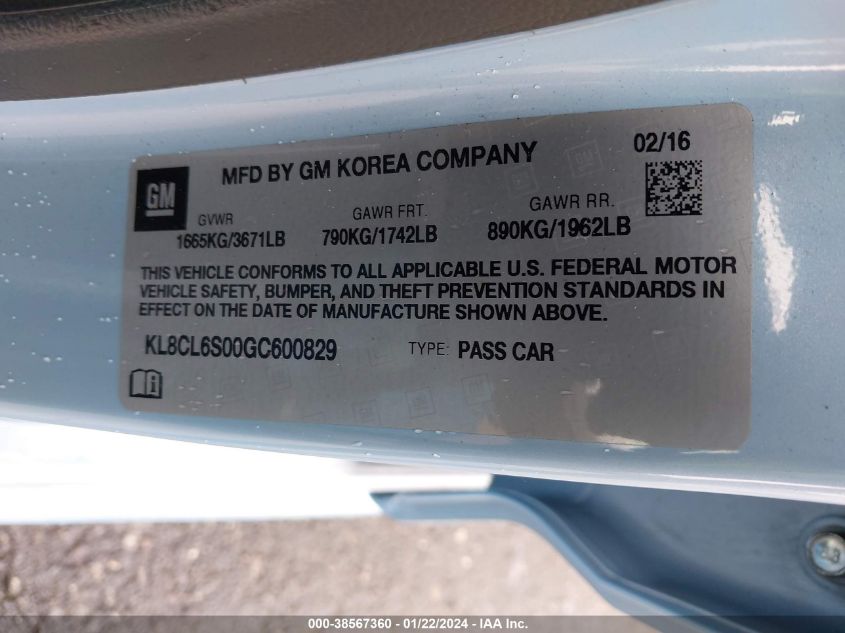 GM
MFD BY GM KOREA COMPANY
02/16
GVWR
1665KG/3671LB
GAWR FRT.
790KG/1742LB
GAWR RR.
890KG/1962LB
THIS VEHICLE CONFORMS TO ALL APPLICABLE U.S. FEDERAL MOTOR
VEHICLE SAFETY, BUMPER, AND THEFT PREVENTION STANDARDS IN
EFFECT ON THE DATE OF MANUFACTURE SHOWN ABOVE.
KL8CL6S00GC600829 TYPE: PASS CAR
000-38567360 - 01/22/2024 - IAA Inc.